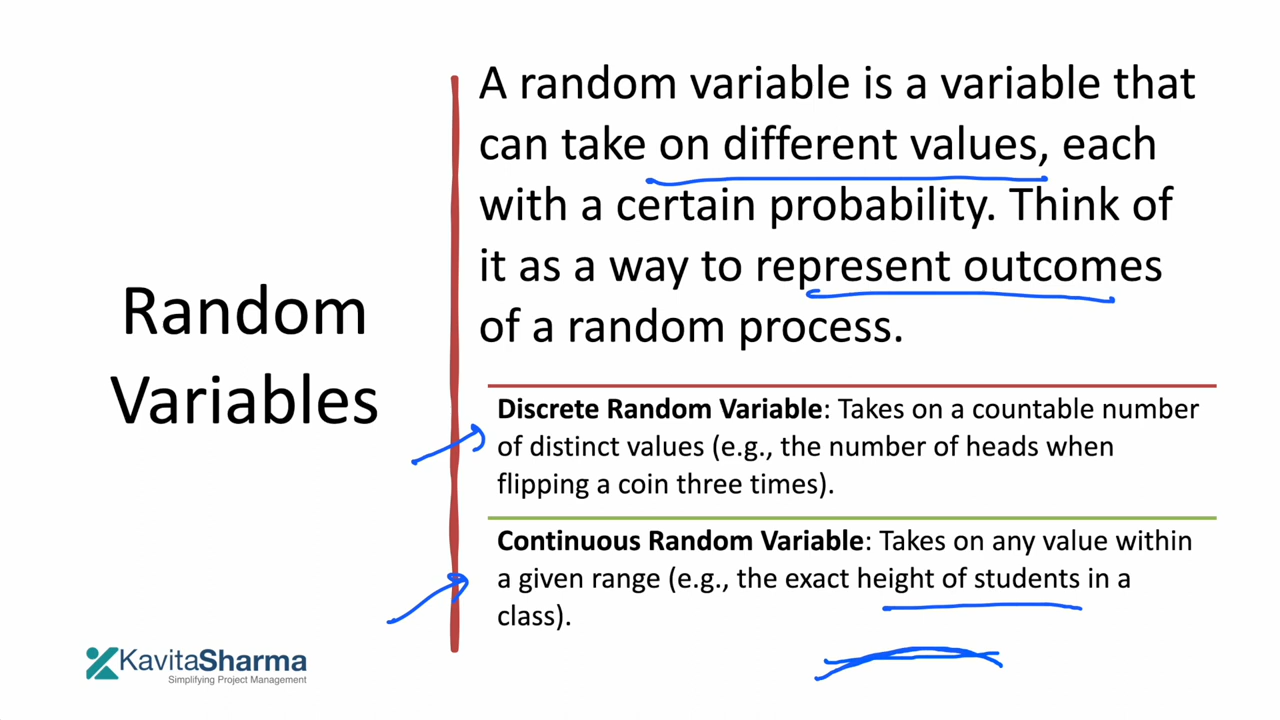 Random
Variables
A random variable is a variable that
can take on different values, each
with a certain probability. Think of
it as a way to represent outcomes
of a random process.
Discrete Random Variable: Takes on a countable number
of distinct values (e.g., the number of heads when
flipping a coin three times).
Continuous Random Variable: Takes on any value within
a given range (e.g., the exact height of students in a
class).
KavitaSharma
Simplifying Project Management